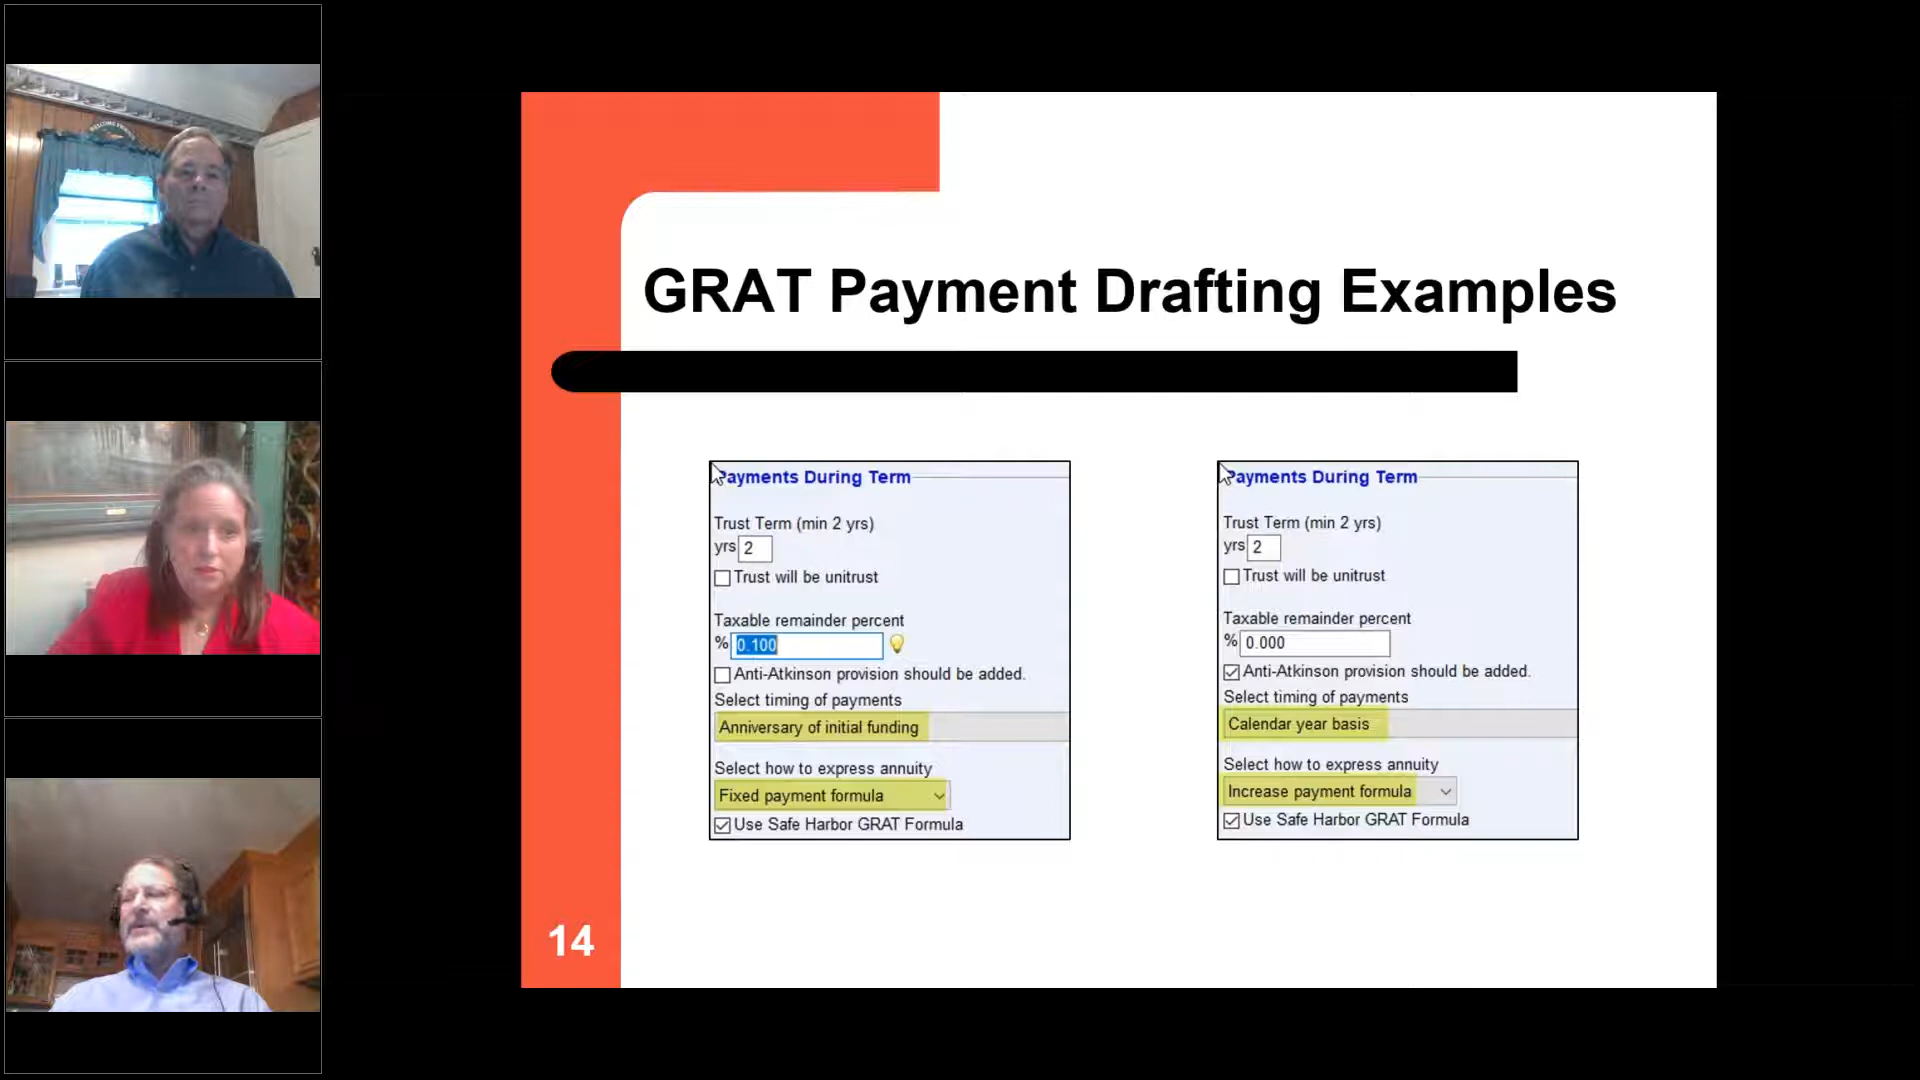 WELCOME FRIENDS
GRAT Payment Drafting Examples
Payments During Term
Trust Term (min 2 yrs)
yrs 2
Trust will be unitrust
Taxable remainder percent
% 0.100
Anti-Atkinson provision should be added.
Select timing of payments
Anniversary of initial funding
Select how to express annuity
Fixed payment formula
Use Safe Harbor GRAT Formula
Payments During Term
Trust Term (min 2 yrs)
yrs 2
Trust will be unitrust
Taxable remainder percent
% 0.000
Anti-Atkinson provision should be added.
Select timing of payments
Calendar year basis
Select how to express annuity
Increase payment formula
Use Safe Harbor GRAT Formula
14